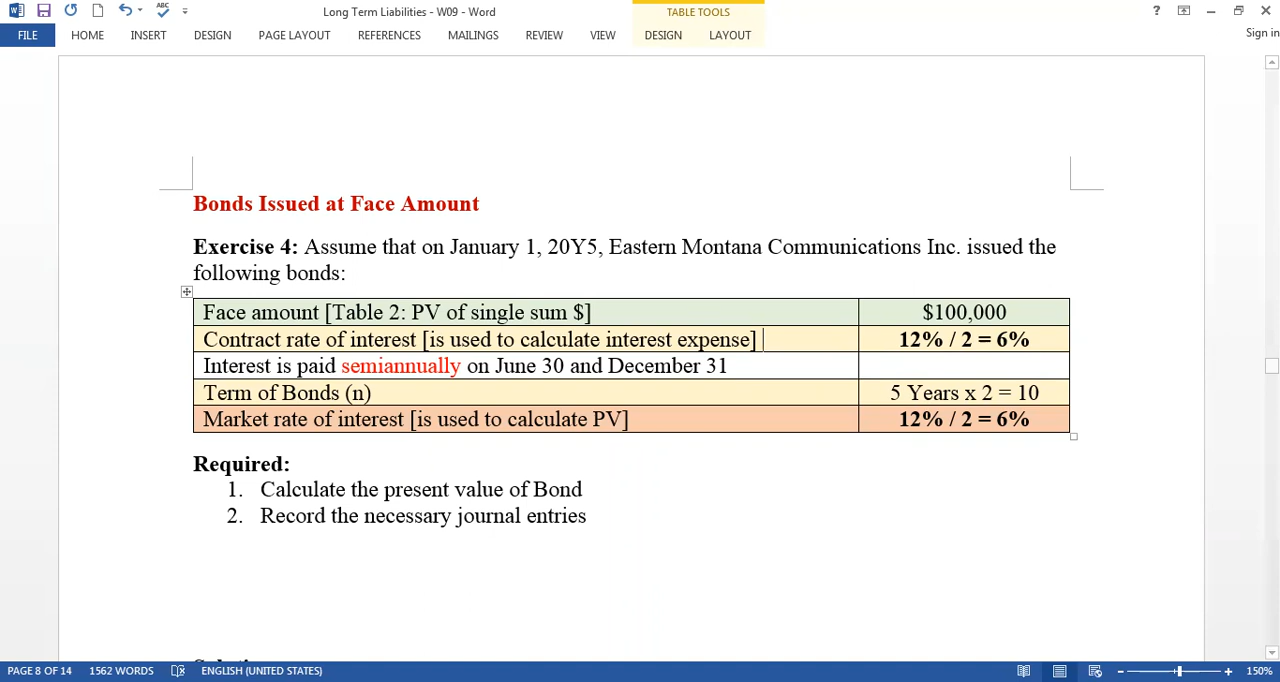 Long Term Liabilities - W09 - Word
TABLE TOOLS
?
FILE HOME INSERT DESIGN PAGE LAYOUT REFERENCES MAILINGS REVIEW VIEW DESIGN LAYOUT Sign in
Bonds Issued at Face Amount
Exercise 4: Assume that on January 1, 20Y5, Eastern Montana Communications Inc. issued the
following bonds:
Face amount [Table 2: PV of single sum $] $100,000
Contract rate of interest [is used to calculate interest expense] 12% / 2 = 6%
Interest is paid semiannually on June 30 and December 31
Term of Bonds (n) 5 Years x 2 = 10
Market rate of interest [is used to calculate PV] 12% / 2 = 6%
Required:
1. Calculate the present value of Bond
2. Record the necessary journal entries
PAGE 8 OF 14 1562 WORDS ENGLISH (UNITED STATES) 150%